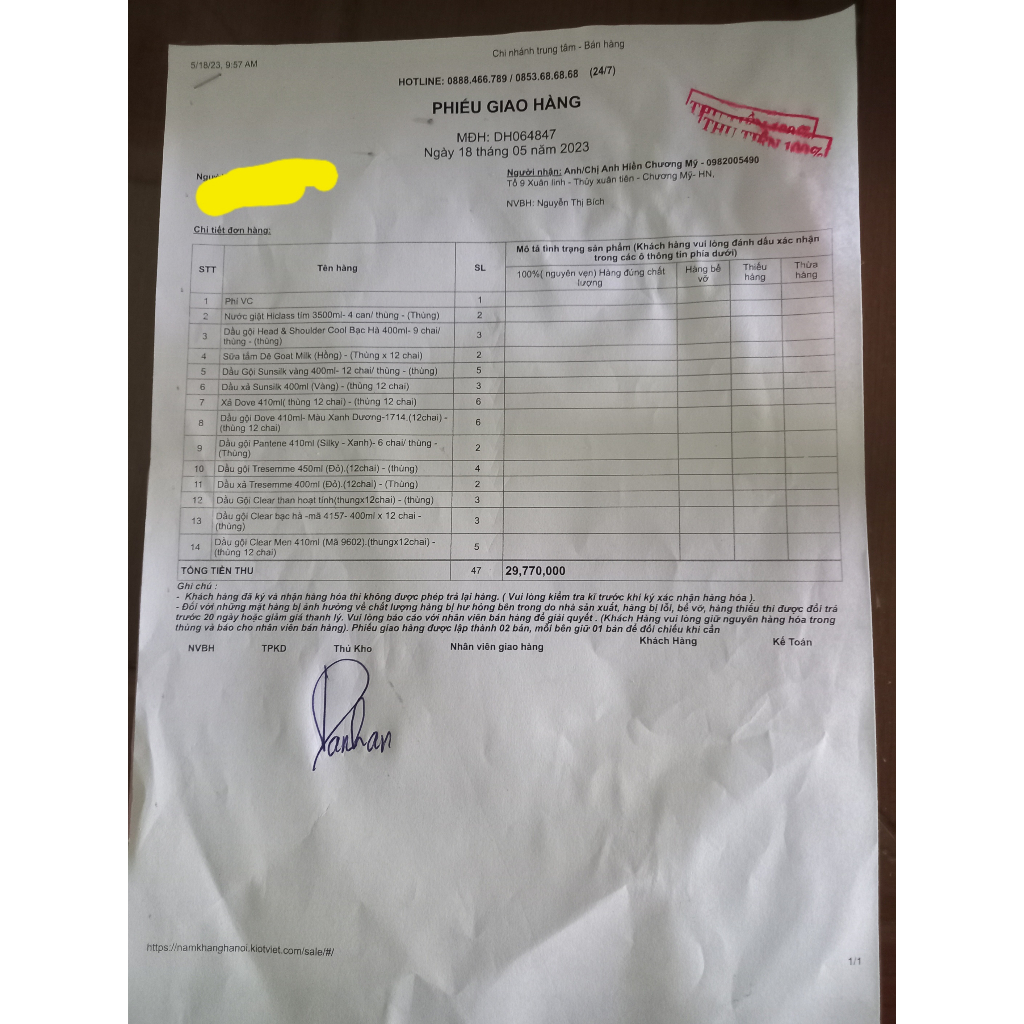 5/18/23, 9:57 AM
Chi nhánh trung tâm - Bán hàng
HOTLINE: 0888.466.789 / 0853.68.68.68 (24/7)
PHIẾU GIAO HÀNG
MĐH: DH064847
Ngày 18 tháng 05 năm 2023
THU TIỀN 100%
THU TIỀN 100%
Người nhận: Anh/Chị Anh Hiền Chương Mỹ - 0982005490
Tổ 9 Xuân linh - Thủy xuân tiên - Chương Mỹ- HN,
NVBH: Nguyễn Thị Bích
Chi tiết đơn hàng:
STT Tên hàng SL Mô tả tình trạng sản phẩm (Khách hàng vui lòng đánh dấu xác nhận
trong các ô thông tin phía dưới)
100%( nguyên vẹn) Hàng đúng chất
lượng
Hàng bể
vỡ
Thiếu
hàng
Thừa
hàng
1 Phí VC 1
2 Nước giặt Hiclass tím 3500ml- 4 can/ thùng - (Thùng) 2
3 Dầu gội Head & Shoulder Cool Bạc Hà 400ml- 9 chai/
thùng - (thùng) 3
4 Sữa tắm Dê Goat Milk (Hồng) - (Thùng x 12 chai) 2
5 Dầu Gội Sunsilk vàng 400ml- 12 chai/ thùng - (thùng) 5
6 Dầu xả Sunsilk 400ml (Vàng) - (thùng 12 chai) 3
7 Xả Dove 410ml( thùng 12 chai) - (thùng 12 chai) 6
8 Dầu gội Dove 410ml- Màu Xanh Dương-1714.(12chai) -
(thùng 12 chai) 6
9 Dầu gội Pantene 410ml (Silky - Xanh)- 6 chai/ thùng -
(Thùng) 2
10 Dầu gội Tresemme 450ml (Đỏ).(12chai) - (thùng) 4
11 Dầu xả Tresemme 400ml (Đỏ).(12chai) - (Thùng) 2
12 Dầu Gội Clear than hoạt tính(thungx12chai) - (thùng) 3
13 Dầu gội Clear bạc hà -mã 4157- 400ml x 12 chai -
(thùng) 3
14 Dầu gội Clear Men 410ml (Mã 9602).(thungx12chai) -
(thùng 12 chai) 5
TỔNG TIỀN THU 47 29,770,000
Ghi chú :
- Khách hàng đã ký và nhận hàng hóa thì không được phép trả lại hàng. ( Vui lòng kiểm tra kĩ trước khi ký xác nhận hàng hóa ).
- Đối với những mặt hàng bị ảnh hưởng về chất lượng hàng bị hư hỏng bên trong do nhà sản xuất, hàng bị lỗi, bể vỡ, hàng thiếu thì được đổi trả
trước 20 ngày hoặc giảm giá thanh lý. Vui lòng báo cáo với nhân viên bán hàng để giải quyết . (Khách Hàng vui lòng giữ nguyên hàng hóa trong
thùng và báo cho nhân viên bán hàng). Phiếu giao hàng được lập thành 02 bản, mỗi bên giữ 01 bản để đối chiếu khi cần
NVBH TPKD Thủ Kho Nhân viên giao hàng Khách Hàng Kế Toán
https://namkhanghanoi.kiotviet.com/sale/#/
1/1